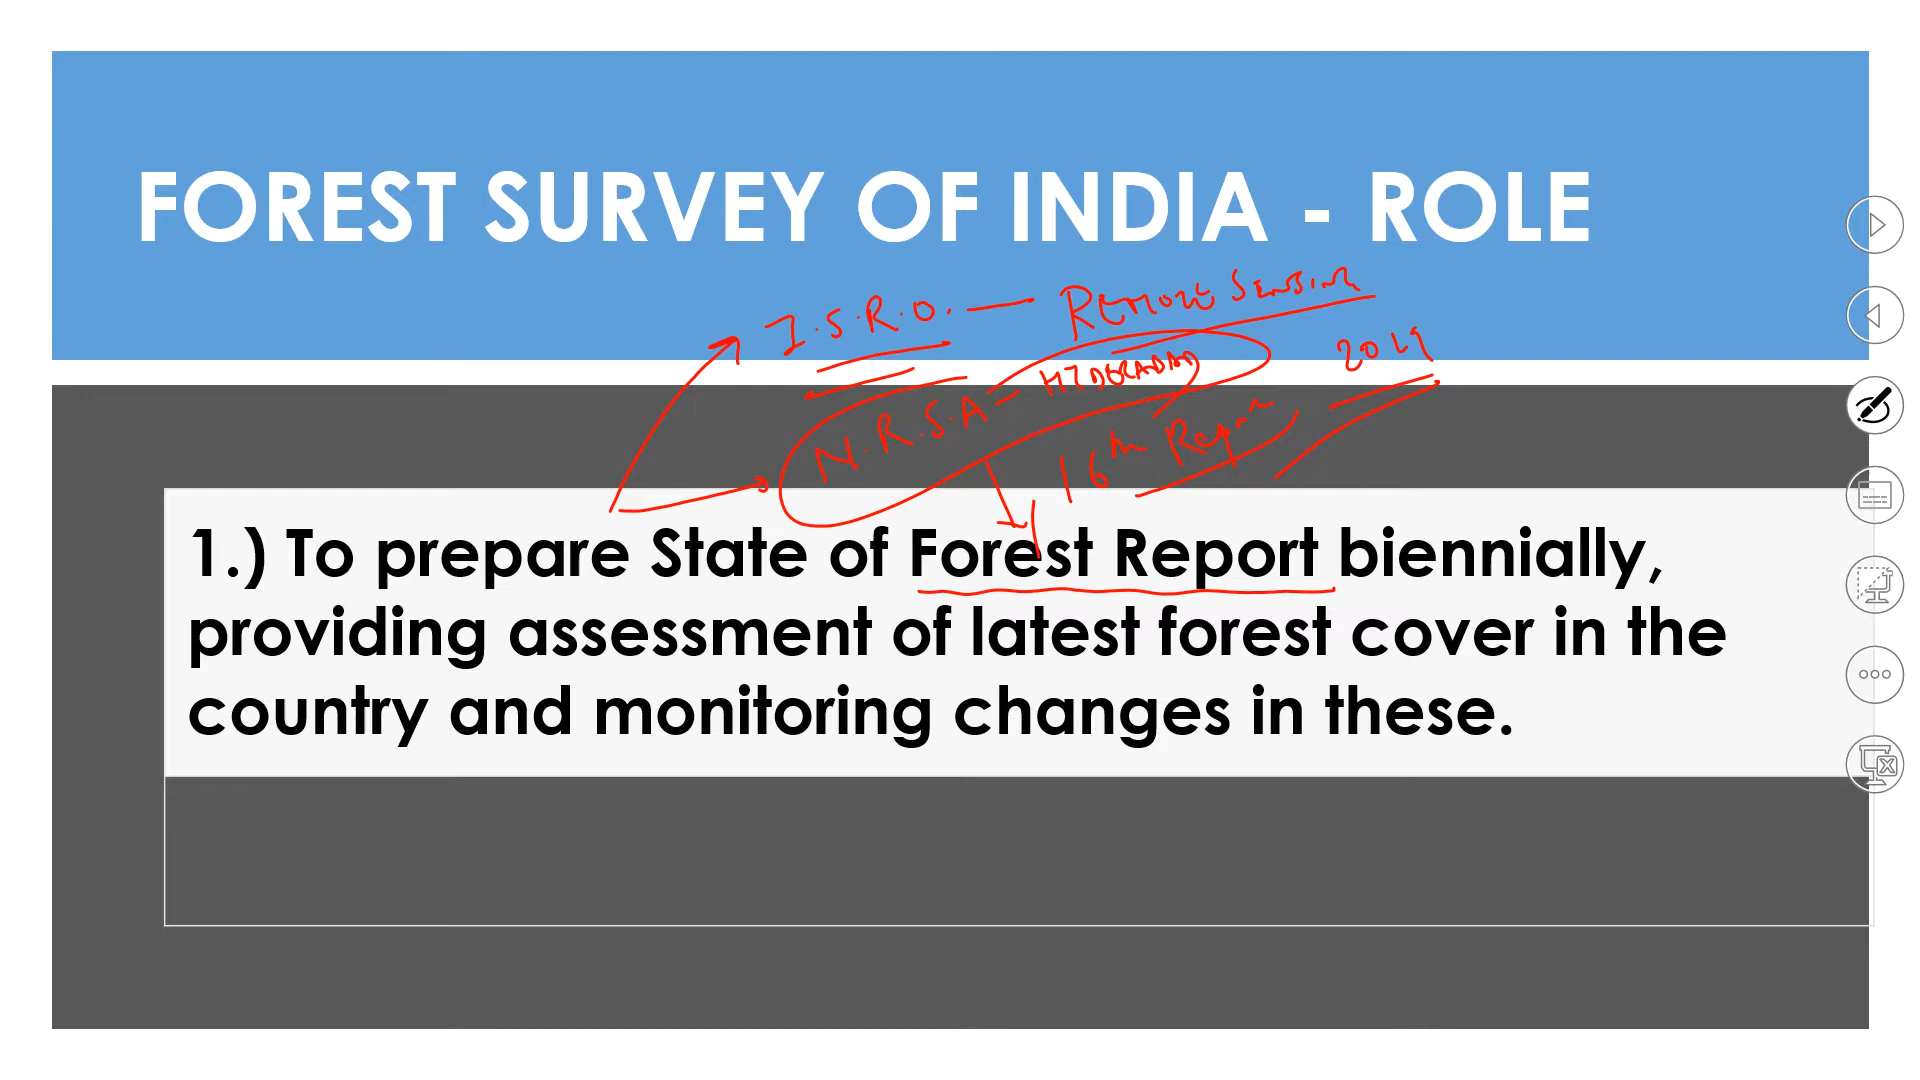 FOREST SURVEY OF INDIA - ROLE
I.S.R.O. — REMOTE SENSING
N.R.S.A — HYDERABAD
16th Report 2019
1.) To prepare State of Forest Report biennially,
providing assessment of latest forest cover in the
country and monitoring changes in these.